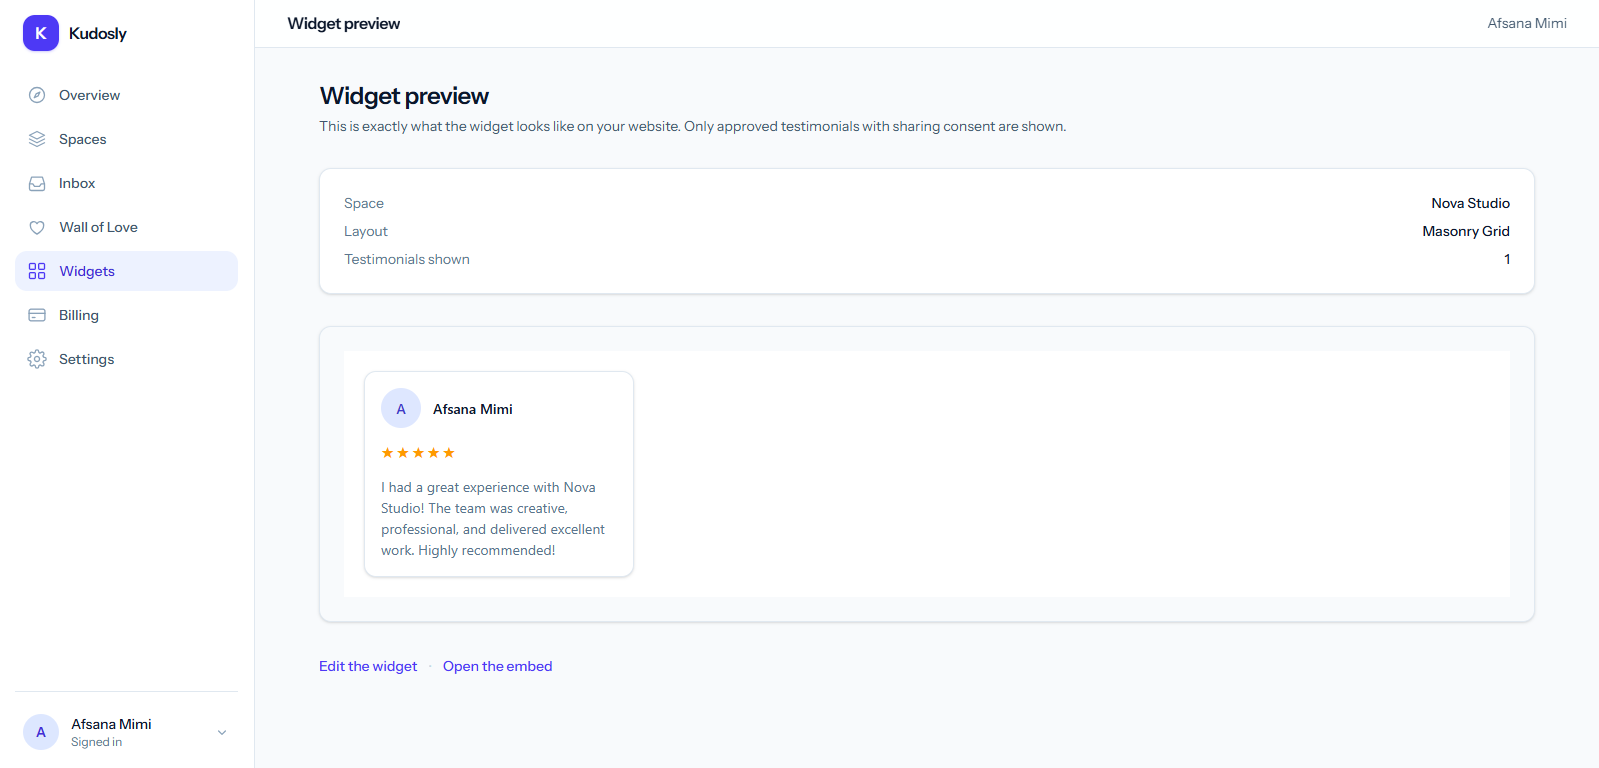 K Kudosly
Overview
Spaces
Inbox
Wall of Love
Widgets
Billing
Settings
A
Afsana Mimi
Signed in
Widget preview
Afsana Mimi
Widget preview
This is exactly what the widget looks like on your website. Only approved testimonials with sharing consent are shown.
Space Nova Studio
Layout Masonry Grid
Testimonials shown 1
A Afsana Mimi
★★★★★
I had a great experience with Nova
Studio! The team was creative,
professional, and delivered excellent
work. Highly recommended!
Edit the widget · Open the embed